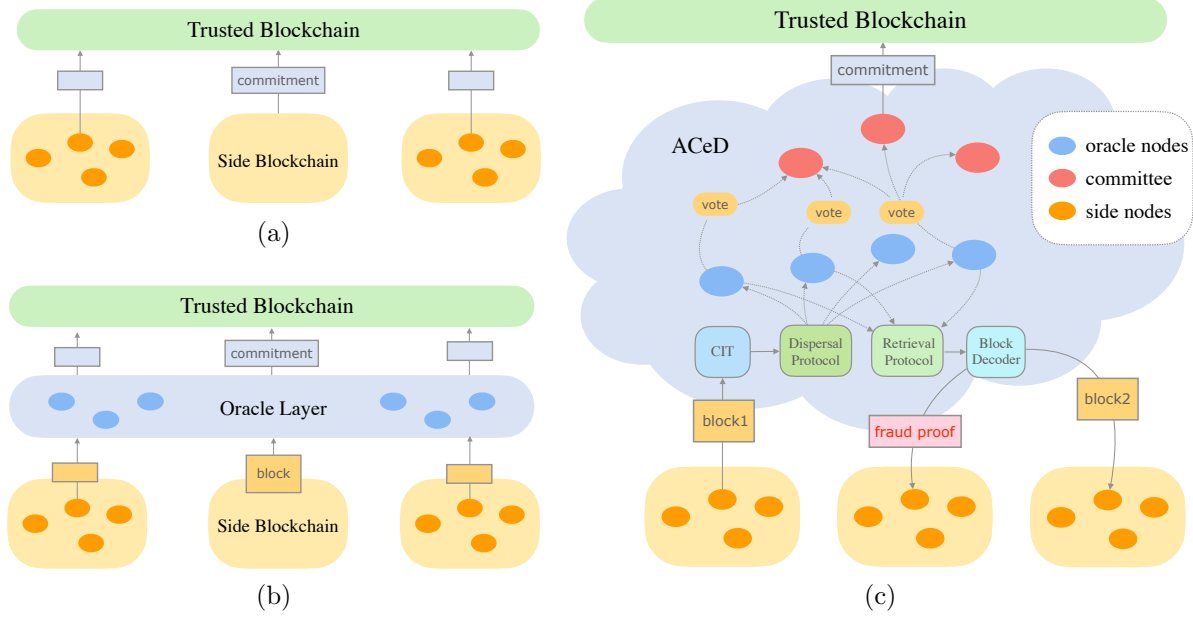 Trusted Blockchain
commitment
Side Blockchain
(a)
Trusted Blockchain
commitment
Oracle Layer
block
Side Blockchain
(b)
Trusted Blockchain
commitment
ACeD
oracle nodes
committee
side nodes
vote
vote
vote
CIT
Dispersal
Protocol
Retrieval
Protocol
Block
Decoder
block1
fraud proof
block2
(c)